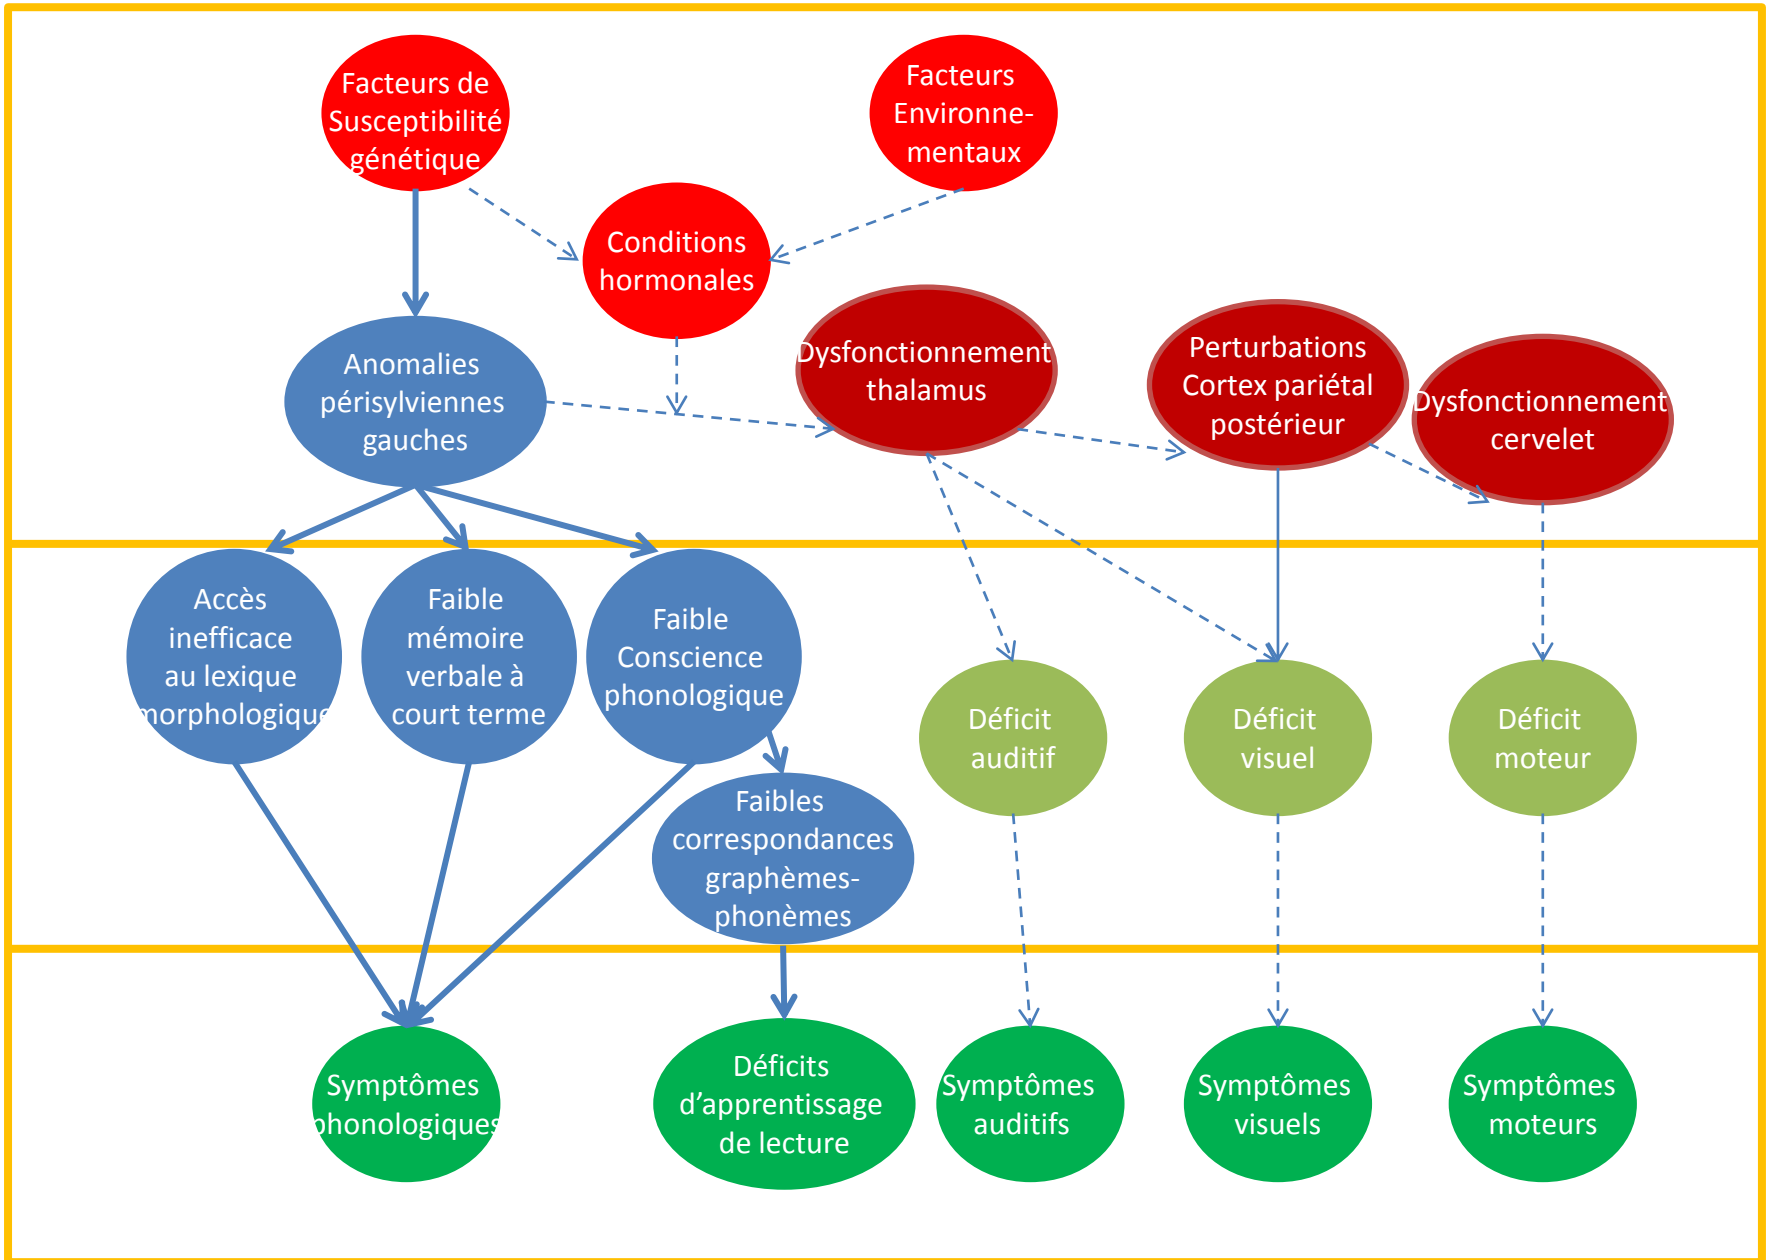 Facteurs de
Susceptibilité
génétique
Facteurs
Environne-
mentaux
Conditions
hormonales
Anomalies
périsylviennes
gauches
Dysfonctionnement
thalamus
Perturbations
Cortex pariétal
postérieur
Dysfonctionnement
cervelet
Accès
inefficace
au lexique
morphologique
Faible
mémoire
verbale à
court terme
Faible
Conscience
phonologique
Déficit
auditif
Déficit
visuel
Déficit
moteur
Faibles
correspondances
graphèmes-
phonèmes
Symptômes
phonologiques
Déficits
d'apprentissage
de lecture
Symptômes
auditifs
Symptômes
visuels
Symptômes
moteurs